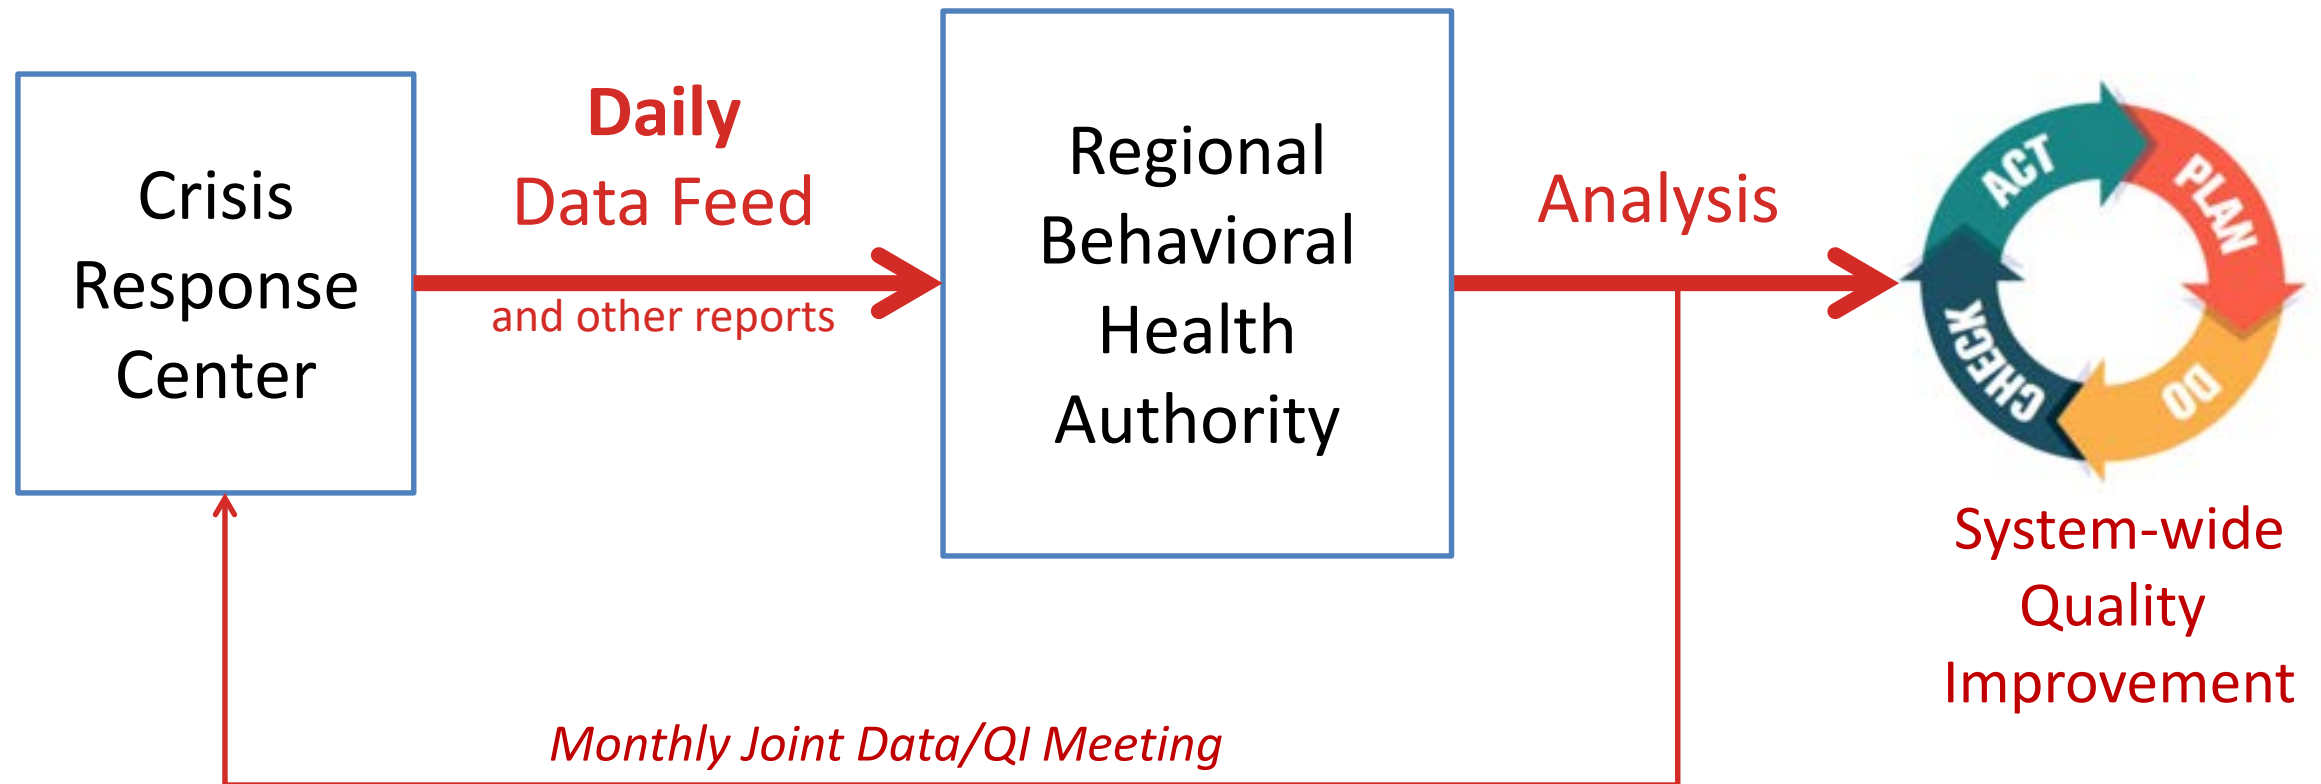 Crisis
Response
Center
Daily
Data Feed
and other reports
Regional
Behavioral
Health
Authority
Analysis
ACT
PLAN
DO
CHECK
System-wide
Quality
Improvement
Monthly Joint Data/QI Meeting